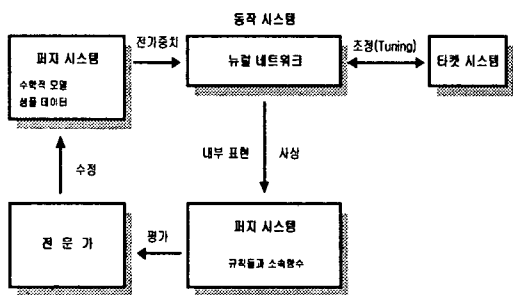 동작 시스템
퍼지 시스템
수학적 모델
샘플 데이터
전가중치
뉴럴 네트워크
조정(Tuning)
타켓 시스템
내부 표현
사상
수정
전 문 가
평가
퍼지 시스템
규칙들과 소속함수